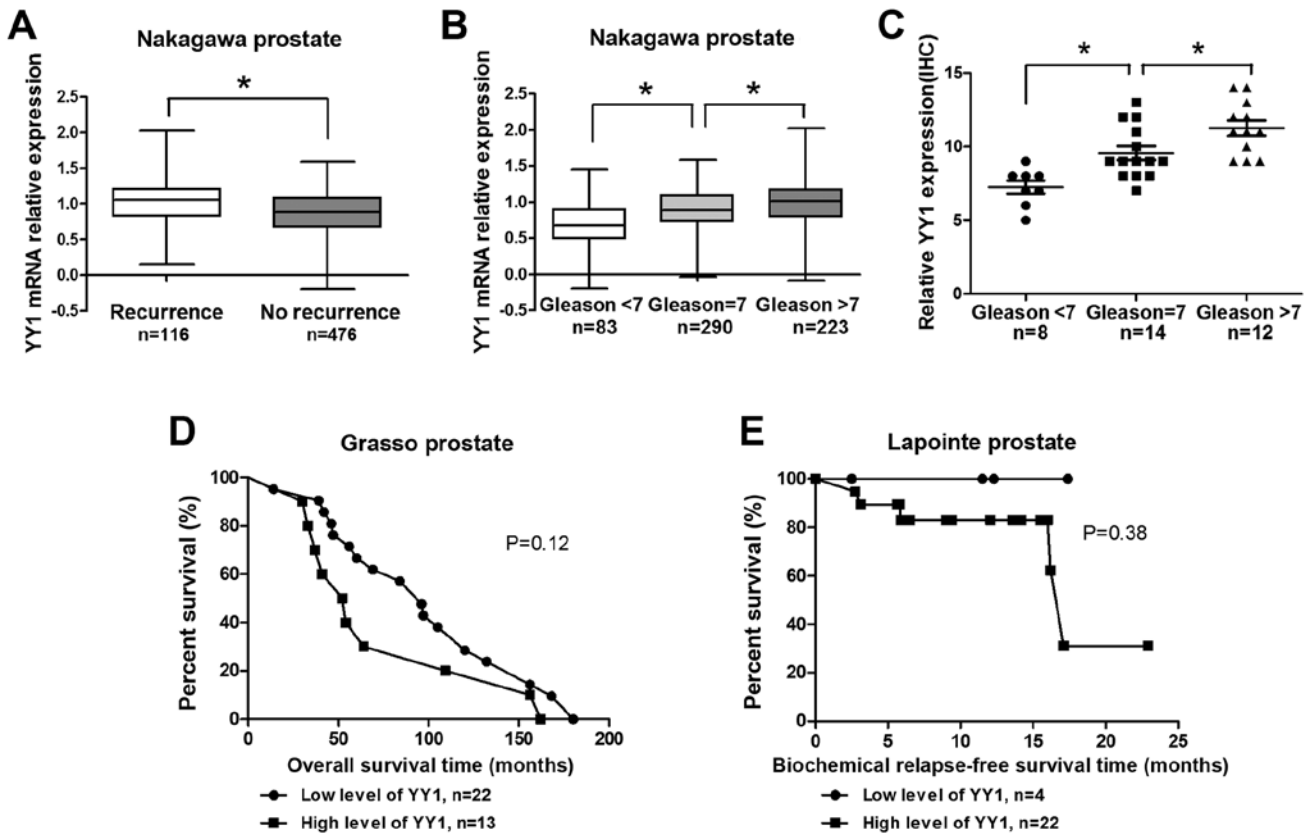 A
Nakagawa prostate
*
YY1 mRNA relative expression
2.5
2.0
1.5
1.0
0.5
0.0
-0.5
Recurrence
n=116
No recurrence
n=476
B
Nakagawa prostate
*
*
YY1 mRNA relative expression
2.5
2.0
1.5
1.0
0.5
0.0
-0.5
Gleason <7
n=83
Gleason=7
n=290
Gleason >7
n=223
C
*
*
Relative YY1 expression(IHC)
15
10
5
0
Gleason <7
n=8
Gleason=7
n=14
Gleason >7
n=12
D
Grasso prostate
Percent survival (%)
100
80
60
40
20
0
P=0.12
0
50
100
150
200
Overall survival time (months)
Low level of YY1, n=22
High level of YY1, n=13
E
Lapointe prostate
Percent survival (%)
100
80
60
40
20
0
P=0.38
0
5
10
15
20
25
Biochemical relapse-free survival time (months)
Low level of YY1, n=4
High level of YY1, n=22